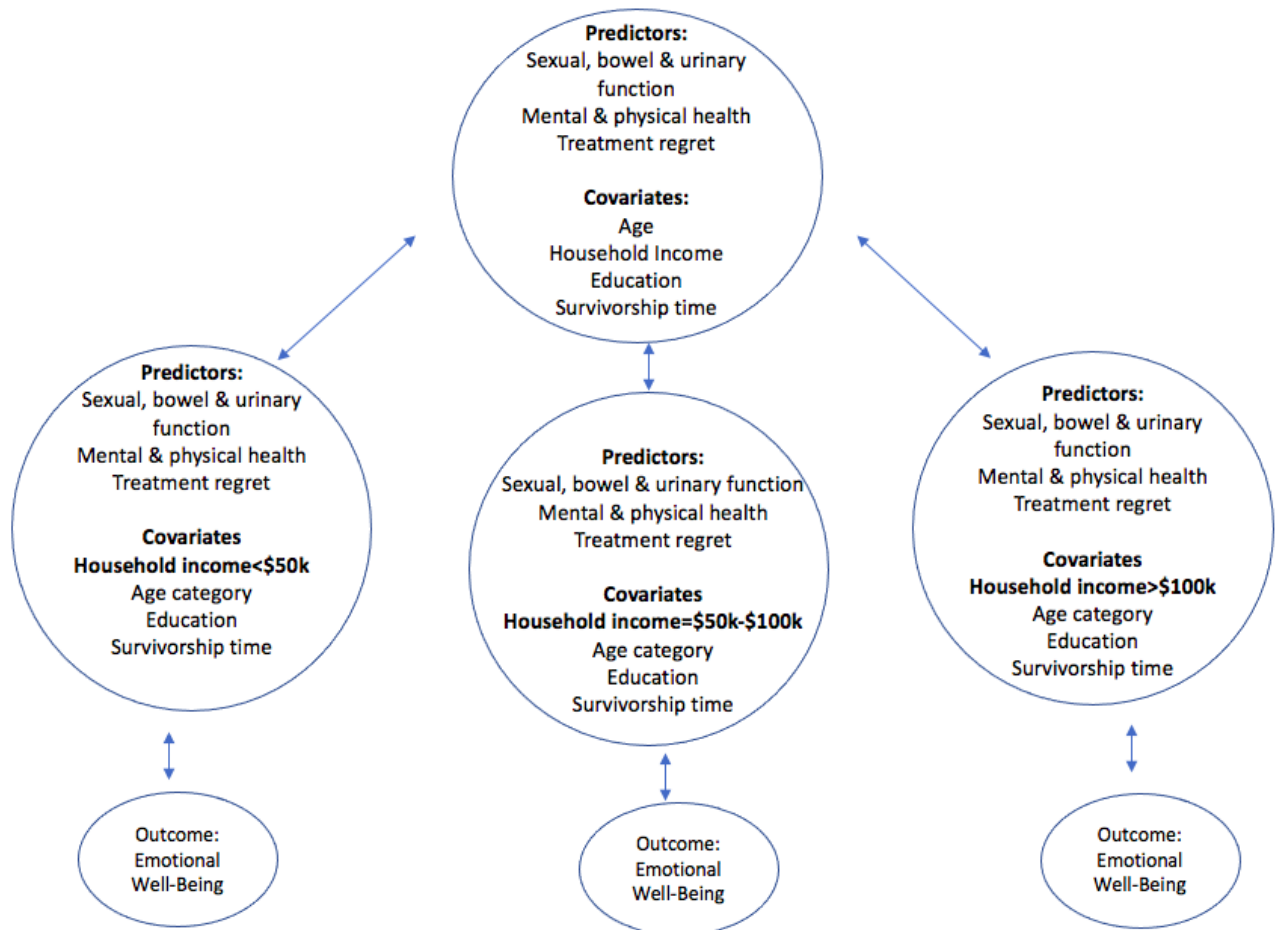 Predictors:
Sexual, bowel & urinary
function
Mental & physical health
Treatment regret
Covariates:
Age
Household Income
Education
Survivorship time
Predictors:
Sexual, bowel & urinary
function
Mental & physical health
Treatment regret
Covariates
Household income<$50k
Age category
Education
Survivorship time
Predictors:
Sexual, bowel & urinary function
Mental & physical health
Treatment regret
Covariates
Household income=$50k-$100k
Age category
Education
Survivorship time
Predictors:
Sexual, bowel & urinary
function
Mental & physical health
Treatment regret
Covariates
Household income>$100k
Age category
Education
Survivorship time
Outcome:
Emotional
Well-Being
Outcome:
Emotional
Well-Being
Outcome:
Emotional
Well-Being